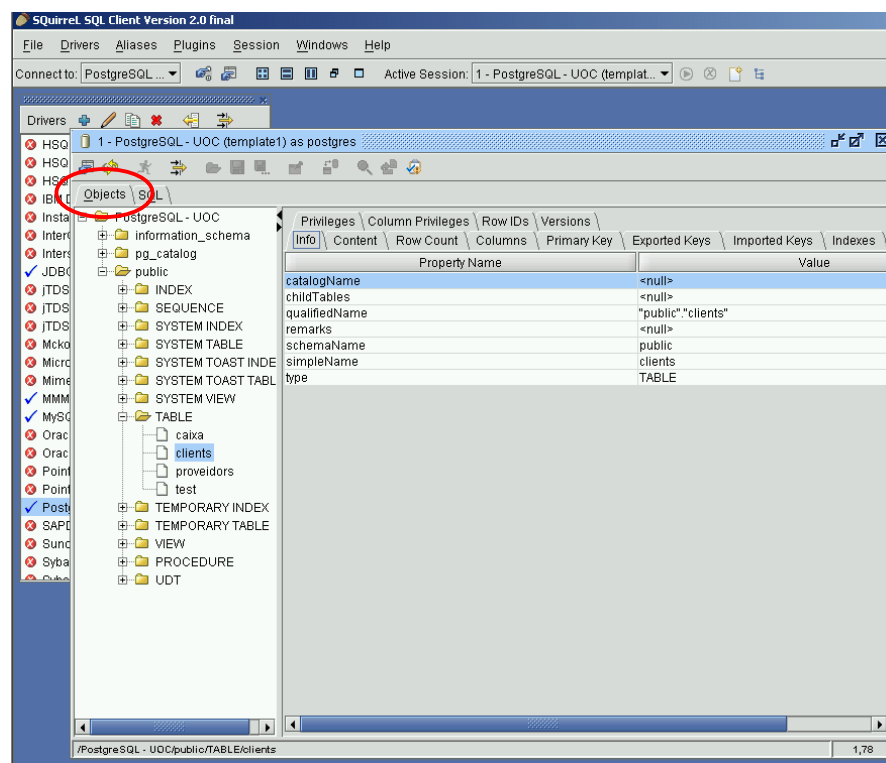 SQuirreL SQL Client Version 2.0 final
File Drivers Aliases Plugins Session Windows Help
Connect to: PostgreSQL ... Active Session: 1 - PostgreSQL - UOC (templat...
Drivers
HSQ
HSQ
HSQ
IBM D
Insta
Inter
Inters
JDBC
jTDS
jTDS
jTDS
Mcko
Micro
Mime
MMM
MySQ
Orac
Orac
Point
Point
Post
SAPD
Sund
Syba
1 - PostgreSQL - UOC (template1) as postgres
Objects SQL
PostgreSQL - UOC
information_schema
pg_catalog
public
INDEX
SEQUENCE
SYSTEM INDEX
SYSTEM TABLE
SYSTEM TOAST INDE
SYSTEM TOAST TABL
SYSTEM VIEW
TABLE
caixa
clients
proveidors
test
TEMPORARY INDEX
TEMPORARY TABLE
VIEW
PROCEDURE
UDT
Privileges Column Privileges Row IDs Versions
Info Content Row Count Columns Primary Key Exported Keys Imported Keys Indexes
Property Name Value
catalogName <null>
childTables <null>
qualifiedName "public"."clients"
remarks <null>
schemaName public
simpleName clients
type TABLE
/PostgreSQL - UOC/public/TABLE/clients 1,78